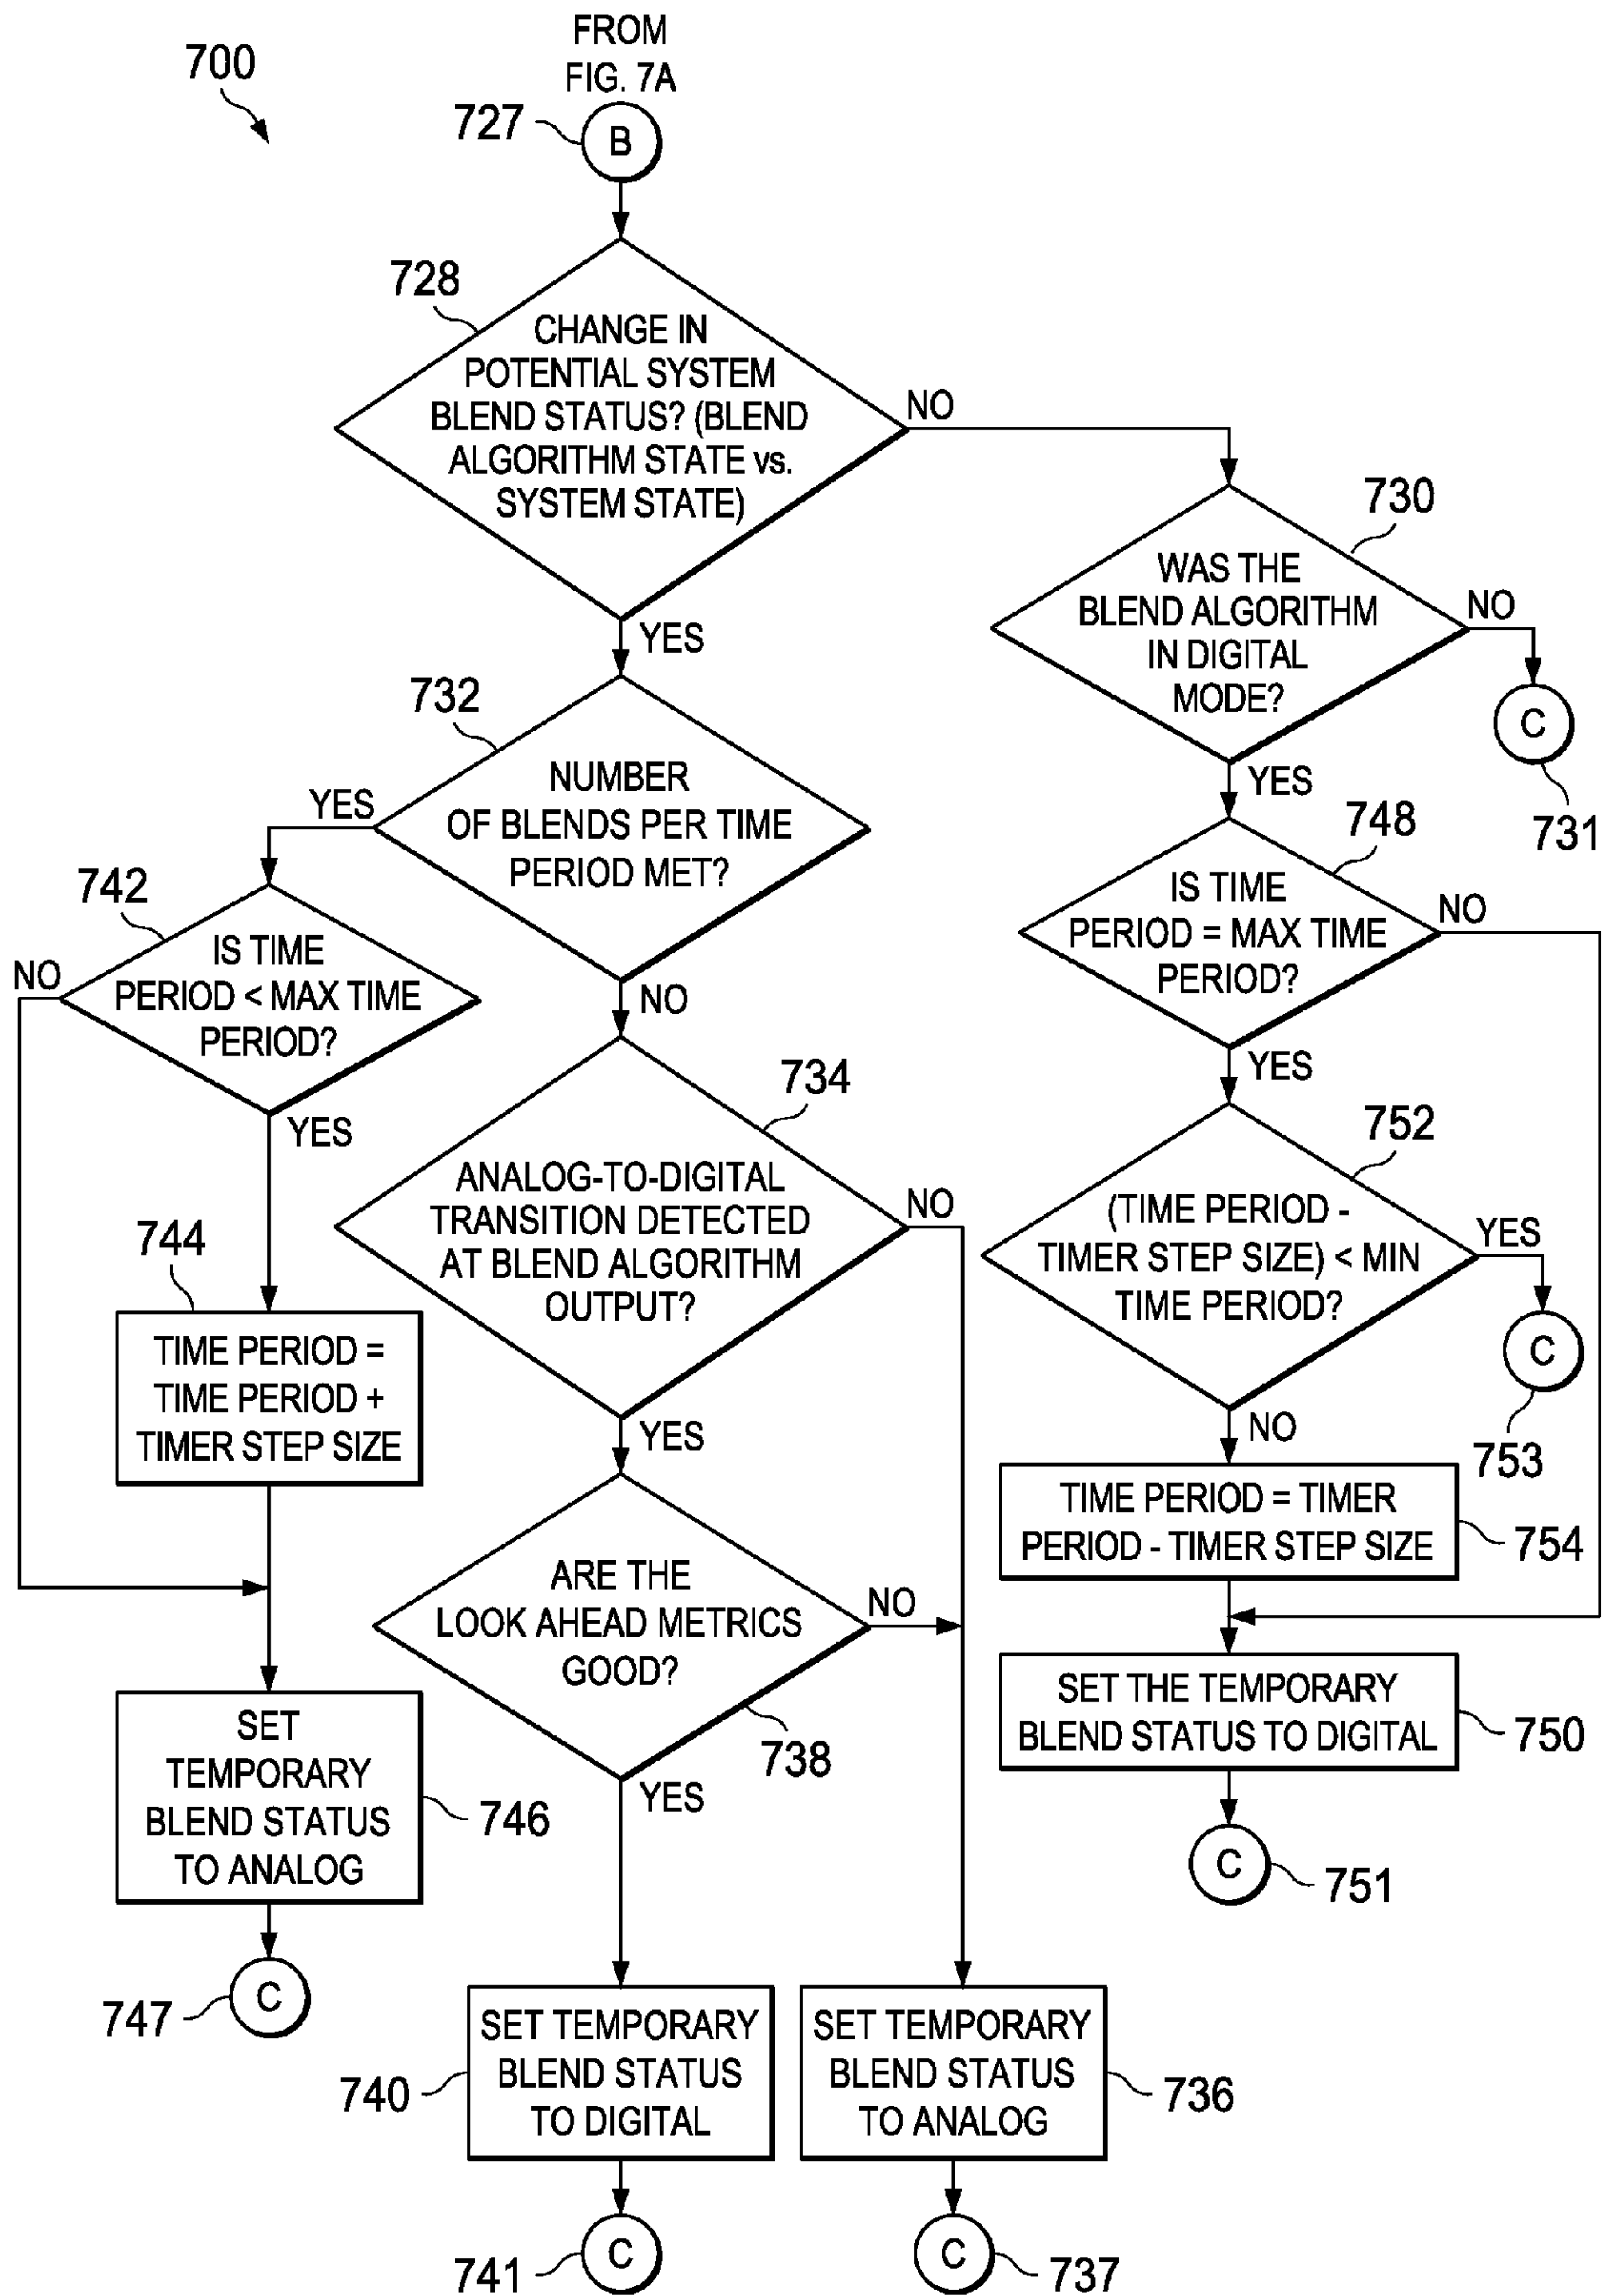 FROM
FIG. 7A
700
727
B
728
CHANGE IN
POTENTIAL SYSTEM
BLEND STATUS? (BLEND
ALGORITHM STATE vs.
SYSTEM STATE)
NO
YES
730
WAS THE
BLEND ALGORITHM
IN DIGITAL
MODE?
NO
C
731
YES
732
NUMBER
OF BLENDS PER TIME
PERIOD MET?
YES
NO
742
IS TIME
PERIOD < MAX TIME
PERIOD?
NO
YES
748
IS TIME
PERIOD = MAX TIME
PERIOD?
NO
YES
734
ANALOG-TO-DIGITAL
TRANSITION DETECTED
AT BLEND ALGORITHM
OUTPUT?
NO
YES
752
(TIME PERIOD -
TIMER STEP SIZE) < MIN
TIME PERIOD?
YES
C
753
NO
744
TIME PERIOD =
TIME PERIOD +
TIMER STEP SIZE
TIME PERIOD = TIMER
PERIOD - TIMER STEP SIZE
754
ARE THE
LOOK AHEAD METRICS
GOOD?
NO
738
YES
SET THE TEMPORARY
BLEND STATUS TO DIGITAL
750
C
751
SET
TEMPORARY
BLEND STATUS
TO ANALOG
746
C
747
SET TEMPORARY
BLEND STATUS
TO DIGITAL
740
C
741
SET TEMPORARY
BLEND STATUS
TO ANALOG
736
C
737